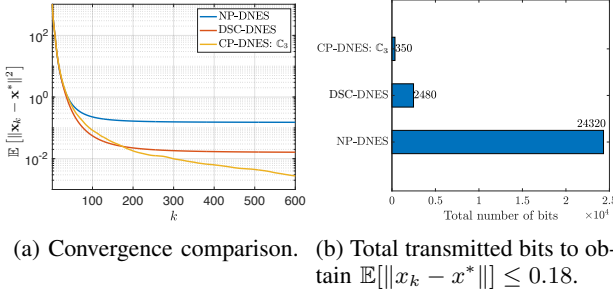 NP-DNES
DSC-DNES
CP-DNES: ℂ₃
10²
10⁰
10⁻²
𝔼 [‖𝐱ₖ − 𝐱*‖²]
100 200 300 400 500 600
k
CP-DNES: ℂ₃
DSC-DNES
NP-DNES
350
2480
24320
0 0.5 1 1.5 2 2.5
Total number of bits ×10⁴
(a) Convergence comparison.
(b) Total transmitted bits to ob-
tain 𝔼[‖xₖ − x*‖] ≤ 0.18.